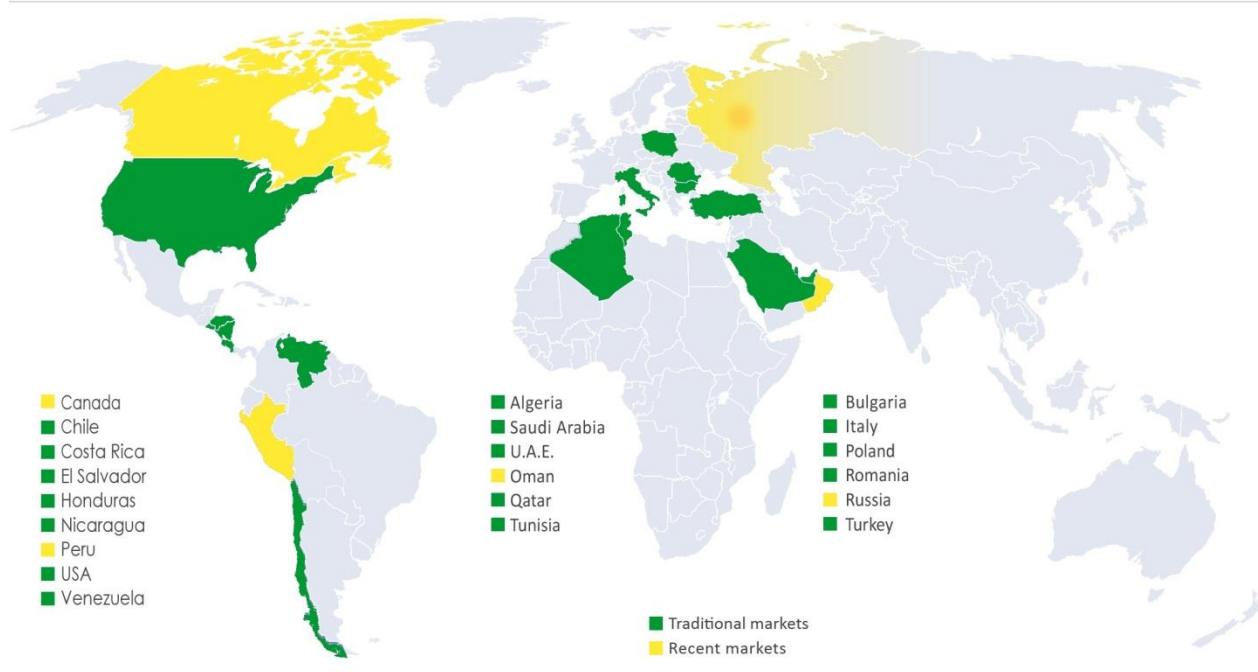 Canada
Chile
Costa Rica
El Salvador
Honduras
Nicaragua
Peru
USA
Venezuela
Algeria
Saudi Arabia
U.A.E.
Oman
Qatar
Tunisia
Bulgaria
Italy
Poland
Romania
Russia
Turkey
Traditional markets
Recent markets